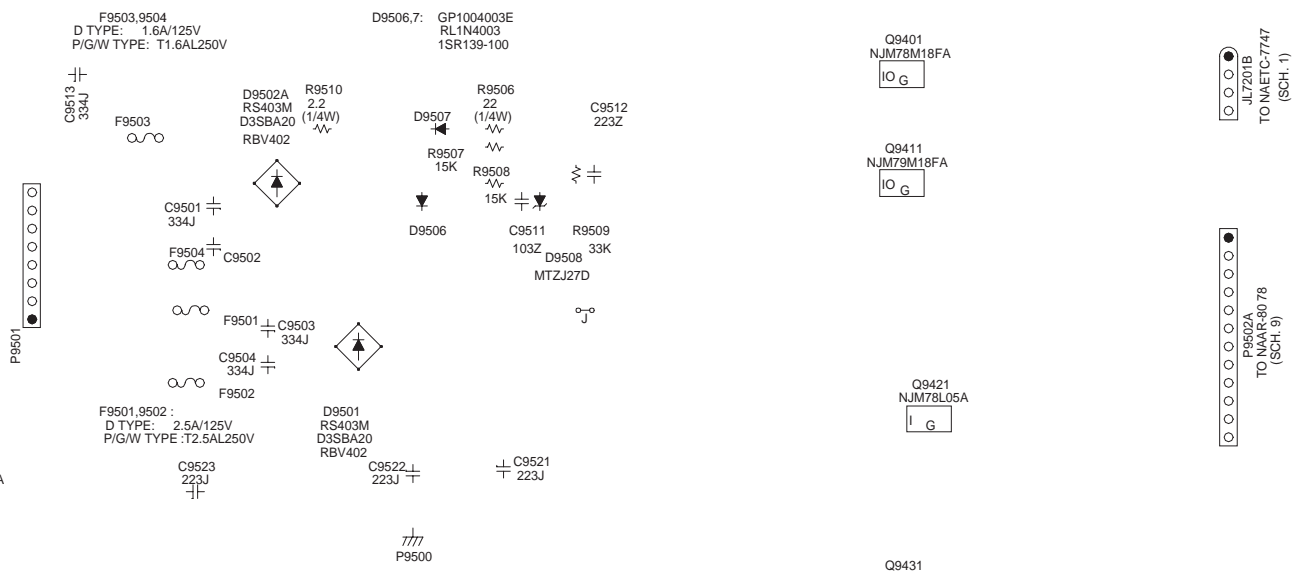 F9503,9504
D TYPE: 1.6A/125V
P/G/W TYPE: T1.6AL250V
D9506,7: GP1004003E
RL1N4003
1SR139-100
C9513
334J
F9503
D9502A
RS403M
D3SBA20
RBV402
R9510
2.2
(1/4W)
D9507
R9506
22
(1/4W)
C9512
223Z
R9507
15K
R9508
15K
C9501
334J
D9506
C9511
103Z
R9509
33K
D9508
MTZJ27D
F9504
C9502
J
P9501
F9501
C9503
334J
C9504
334J
F9502
F9501,9502 :
D TYPE: 2.5A/125V
P/G/W TYPE :T2.5AL250V
D9501
RS403M
D3SBA20
RBV402
C9523
223J
C9522
223J
C9521
223J
A
P9500
Q9401
NJM78M18FA
IO G
Q9411
NJM79M18FA
IO G
Q9421
NJM78L05A
I G
Q9431
JL7201B
TO NAETC-7747
(SCH. 1)
P9502A
TO NAAR-80 78
(SCH. 9)